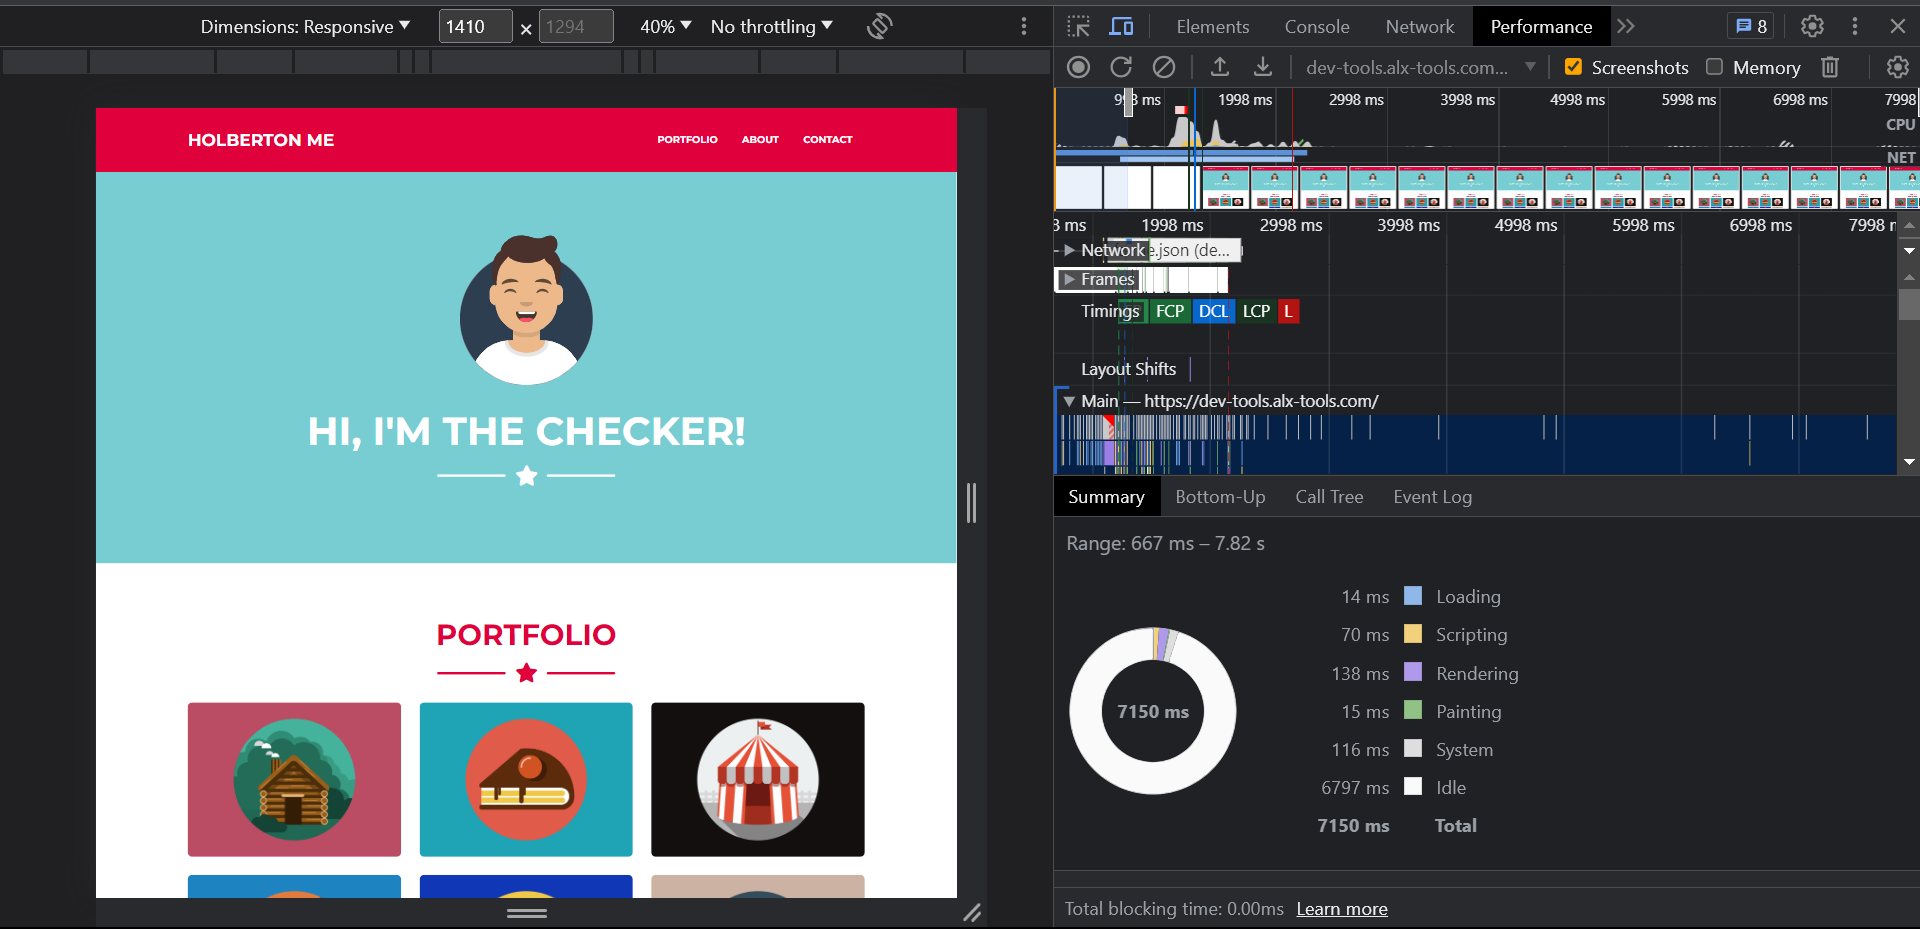 Dimensions: Responsive 1410 × 1294 40% No throttling
HOLBERTON ME PORTFOLIO ABOUT CONTACT
HI, I'M THE CHECKER!
PORTFOLIO
Elements Console Network Performance 8
dev-tools.alx-tools.com... Screenshots Memory
998 ms 1998 ms 2998 ms 3998 ms 4998 ms 5998 ms 6998 ms 7998
CPU
NET
8 ms 1998 ms 2998 ms 3998 ms 4998 ms 5998 ms 6998 ms 7998 r
Network e.json (de...
Frames
Timings FCP DCL LCP L
Layout Shifts
Main — https://dev-tools.alx-tools.com/
Summary Bottom-Up Call Tree Event Log
Range: 667 ms – 7.82 s
14 ms Loading
70 ms Scripting
138 ms Rendering
7150 ms
15 ms Painting
116 ms System
6797 ms Idle
7150 ms Total
Total blocking time: 0.00ms Learn more